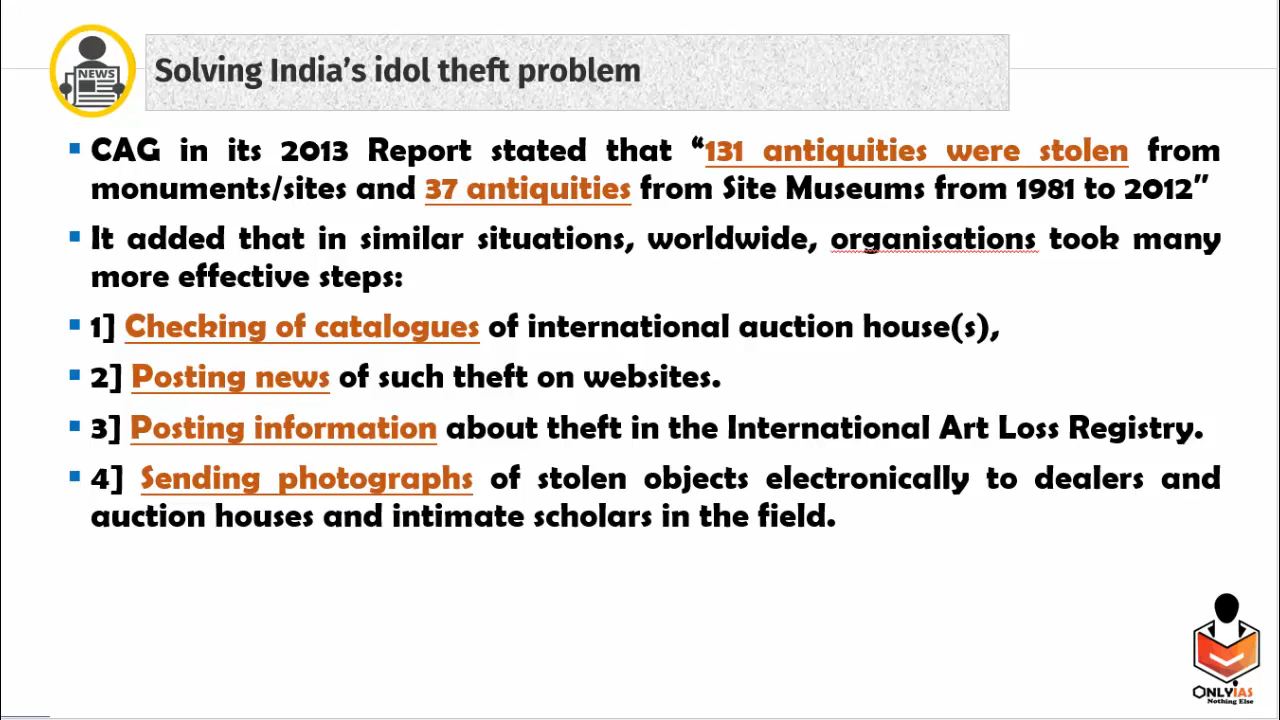 NEWS
Solving India's idol theft problem
▪ CAG in its 2013 Report stated that “131 antiquities were stolen from
monuments/sites and 37 antiquities from Site Museums from 1981 to 2012”
▪ It added that in similar situations, worldwide, organisations took many
more effective steps:
▪ 1] Checking of catalogues of international auction house(s),
▪ 2] Posting news of such theft on websites.
▪ 3] Posting information about theft in the International Art Loss Registry.
▪ 4] Sending photographs of stolen objects electronically to dealers and
auction houses and intimate scholars in the field.
ONLYIAS
Nothing Else